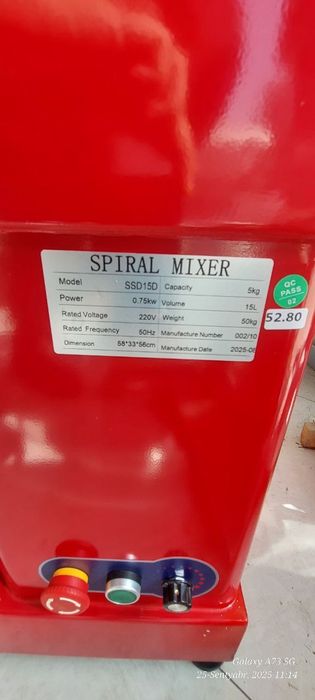 SPIRAL MIXER
Model SSD15D Capacity 5kg
Power 0.75kw Volume 15L
Rated Voltage 220V Weight 50kg
Rated Frequency 50Hz Manufacture Number 002/10
Dimension 58*33*56cm Manufacture Date 2025-08
QC
PASS
02
52.80
Galaxy A73 5G
25-Sentyabr, 2025 11:14